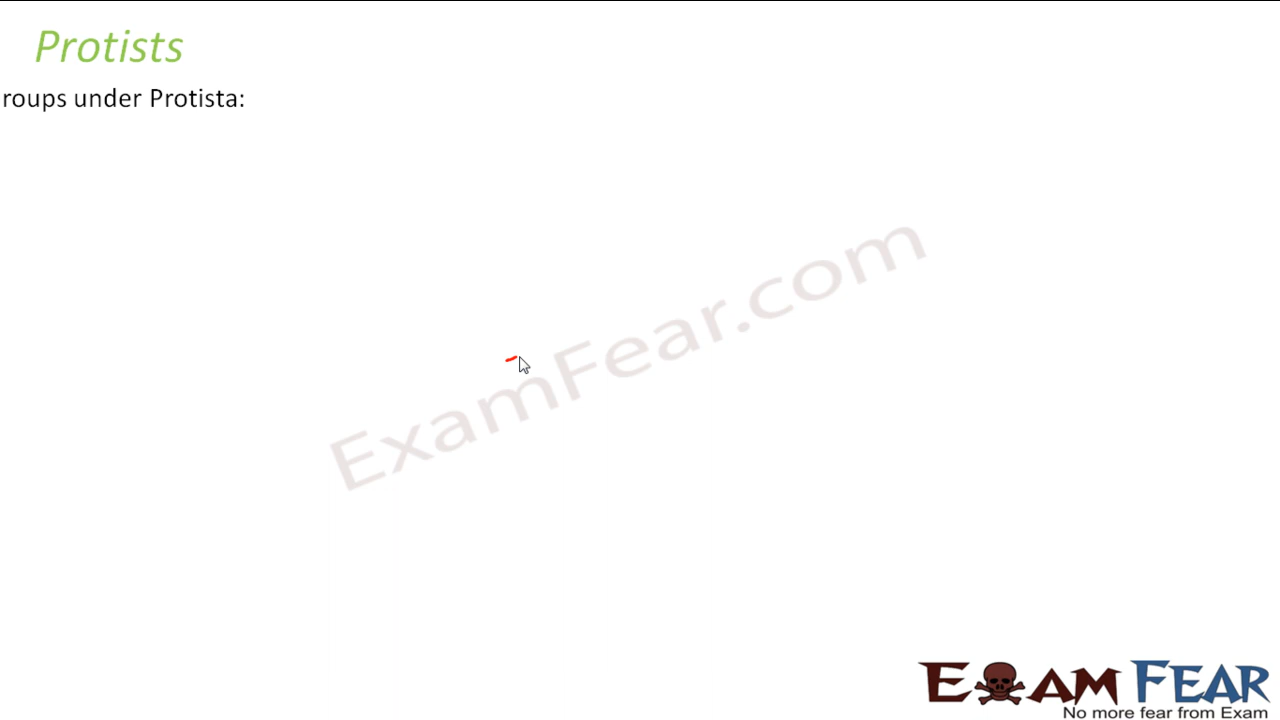 Protists
roups under Protista:
ExamFear.com
EXAM FEAR
No more fear from Exam